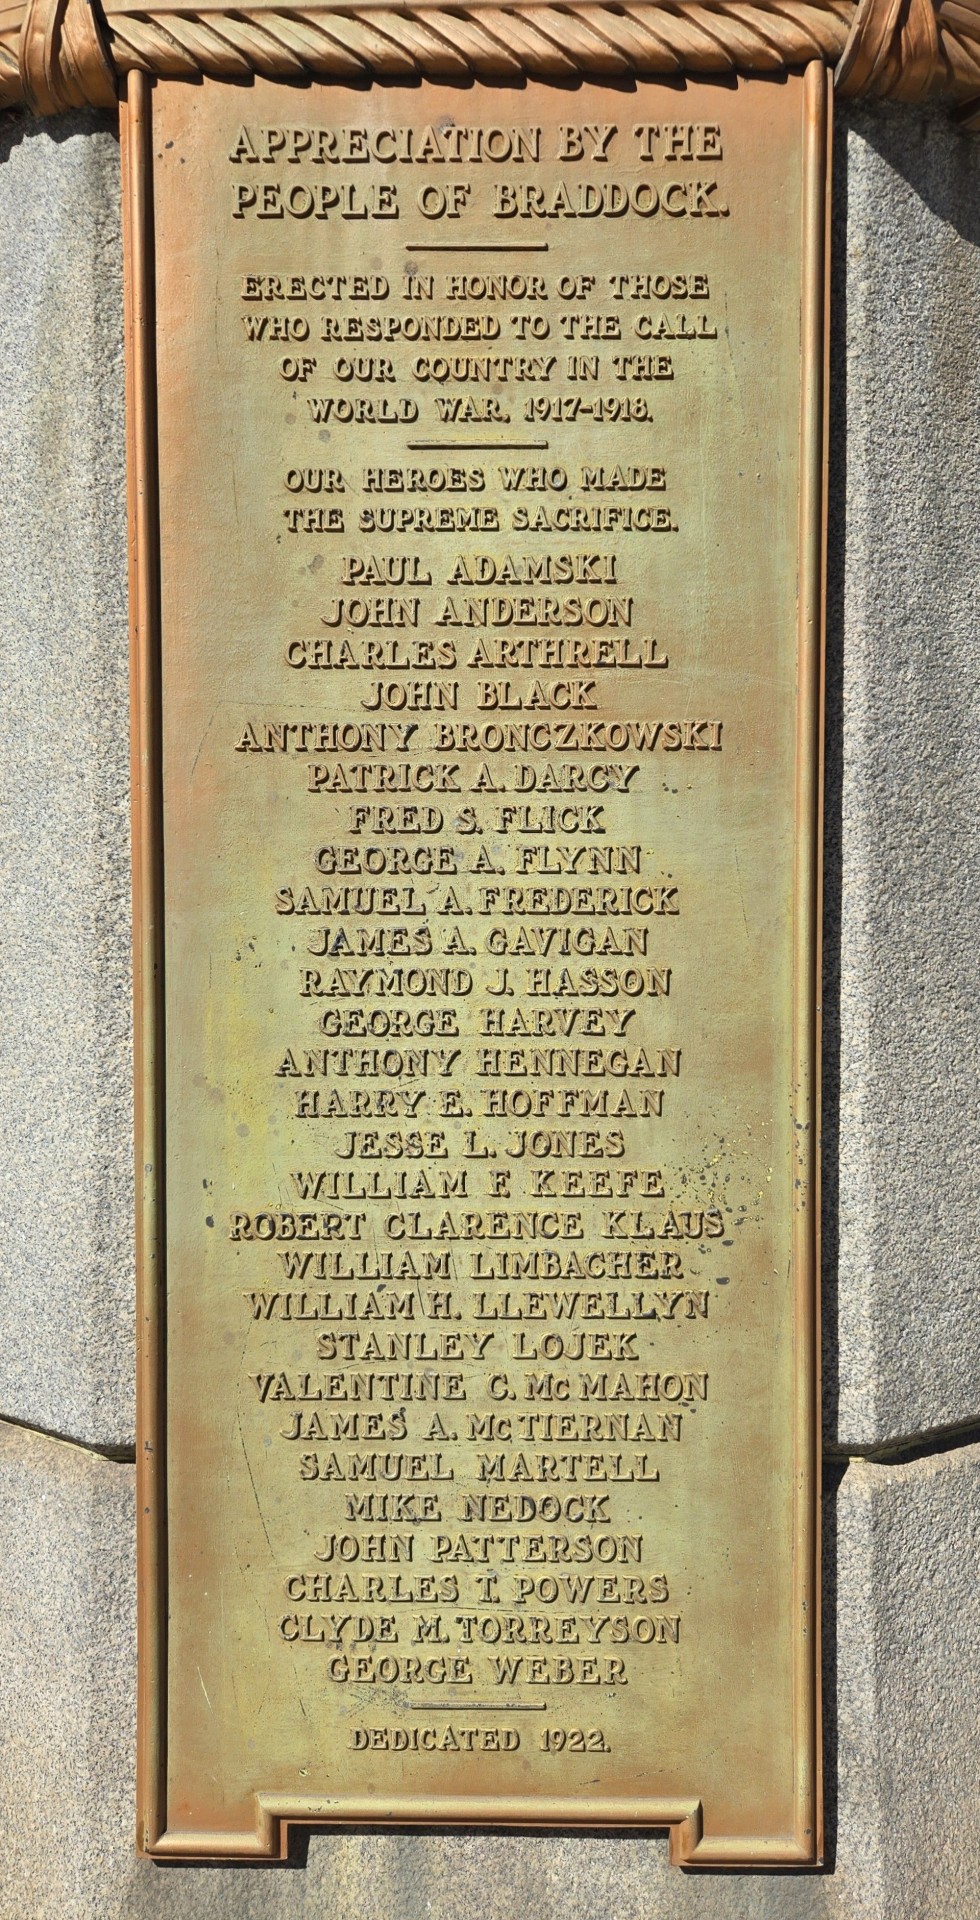 APPRECIATION BY THE
PEOPLE OF BRADDOCK.
ERECTED IN HONOR OF THOSE
WHO RESPONDED TO THE CALL
OF OUR COUNTRY IN THE
WORLD WAR, 1917-1918.
OUR HEROES WHO MADE
THE SUPREME SACRIFICE.
PAUL ADAMSKI
JOHN ANDERSON
CHARLES ARTHRELL
JOHN BLACK
ANTHONY BRONCZKOWSKI
PATRICK A. DARCY
FRED S. FLICK
GEORGE A. FLYNN
SAMUEL A. FREDERICK
JAMES A. GAVIGAN
RAYMOND J. HASSON
GEORGE HARVEY
ANTHONY HENNEGAN
HARRY E. HOFFMAN
JESSE L. JONES
WILLIAM F. KEEFE
ROBERT CLARENCE KLAUS
WILLIAM LIMBACHER
WILLIAM H. LLEWELLYN
STANLEY LOJEK
VALENTINE C. McMAHON
JAMES A. McTIERNAN
SAMUEL MARTELL
MIKE NEDOCK
JOHN PATTERSON
CHARLES T. POWERS
CLYDE M. TORREYSON
GEORGE WEBER
DEDICATED 1922.